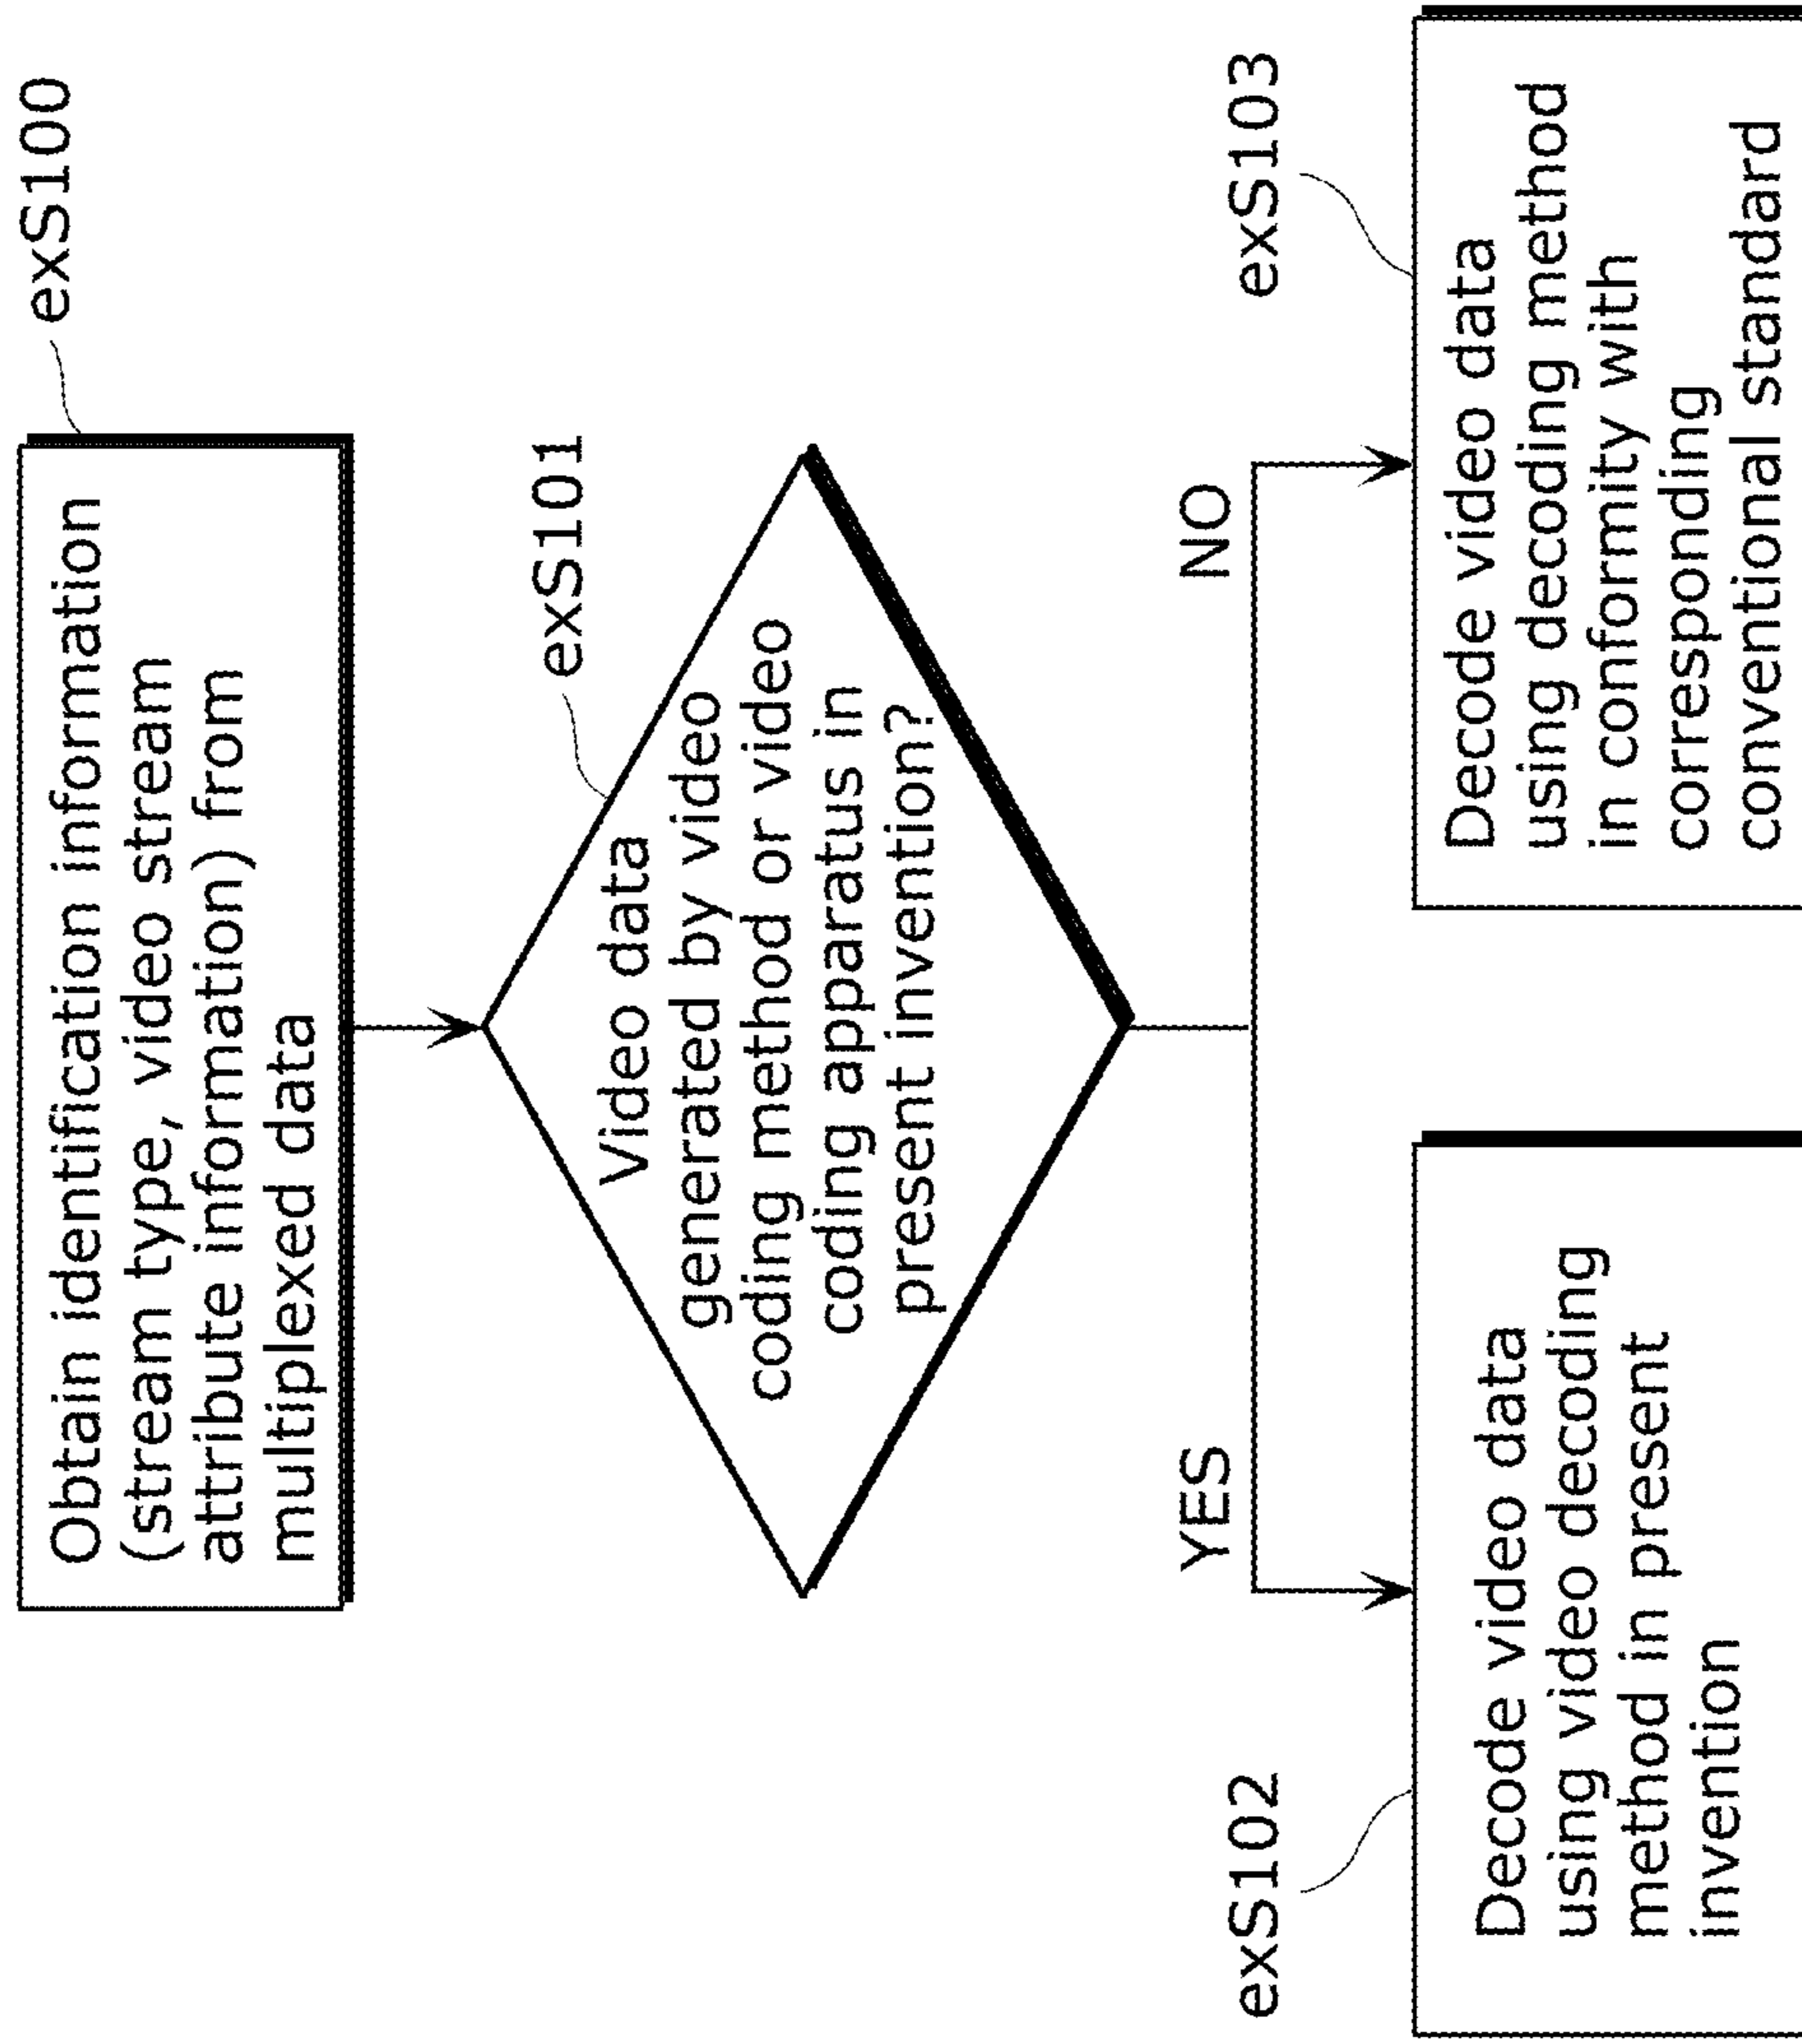 exS100
Obtain identification information
(stream type, video stream
attribute information) from
multiplexed data
exS101
Video data
generated by video
coding method or video
coding apparatus in
present invention?
YES
NO
exS102
Decode video data
using video decoding
method in present
invention
exS103
Decode video data
using decoding method
in conformity with
corresponding
conventional standard